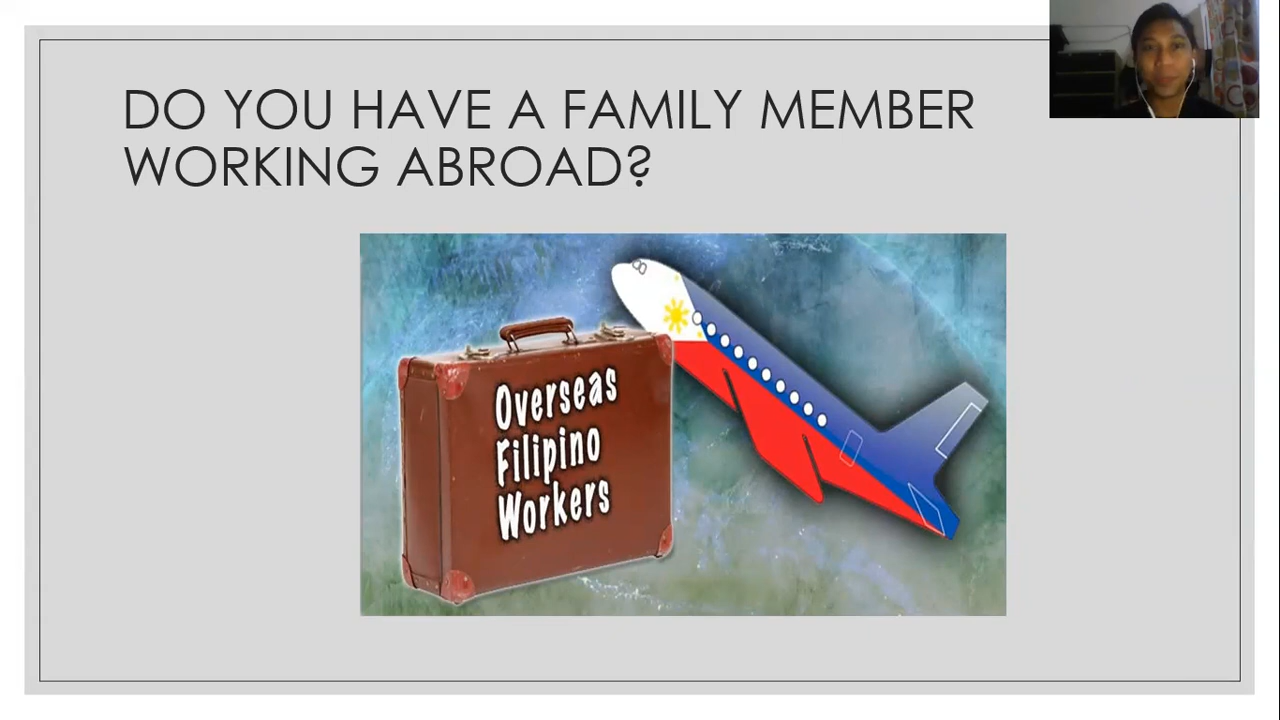 DO YOU HAVE A FAMILY MEMBER
WORKING ABROAD?
Overseas
Filipino
Workers